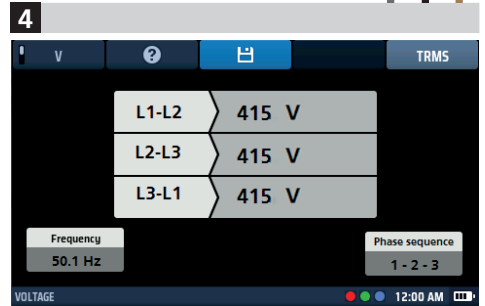 4
V ? TRMS
L1-L2 415 V
L2-L3 415 V
L3-L1 415 V
Frequency
50.1 Hz
Phase sequence
1 - 2 - 3
VOLTAGE 12:00 AM